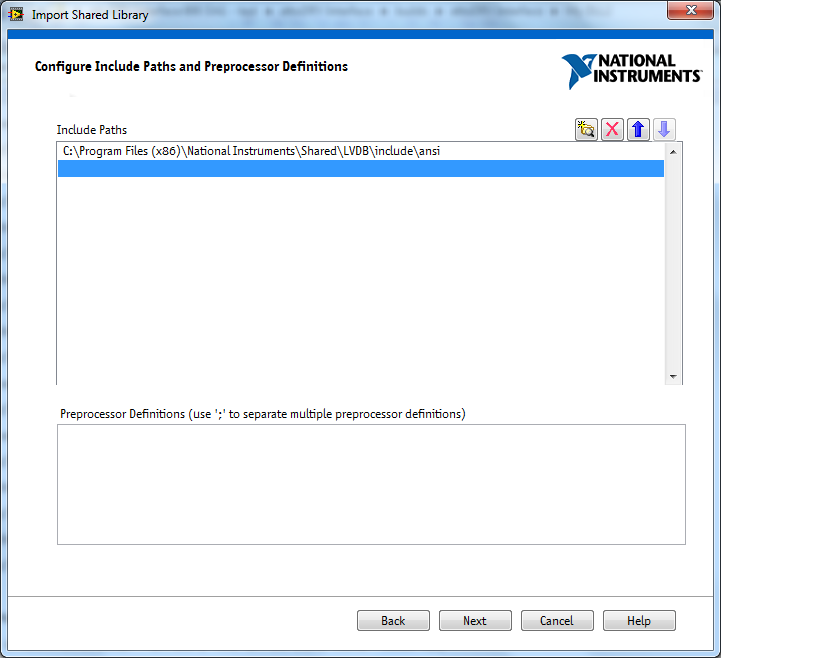 Import Shared Library
Configure Include Paths and Preprocessor Definitions
NATIONAL
INSTRUMENTS
Include Paths
C:\Program Files (x86)\National Instruments\Shared\LVDB\include\ansi
Preprocessor Definitions (use ';' to separate multiple preprocessor definitions)
Back
Next
Cancel
Help